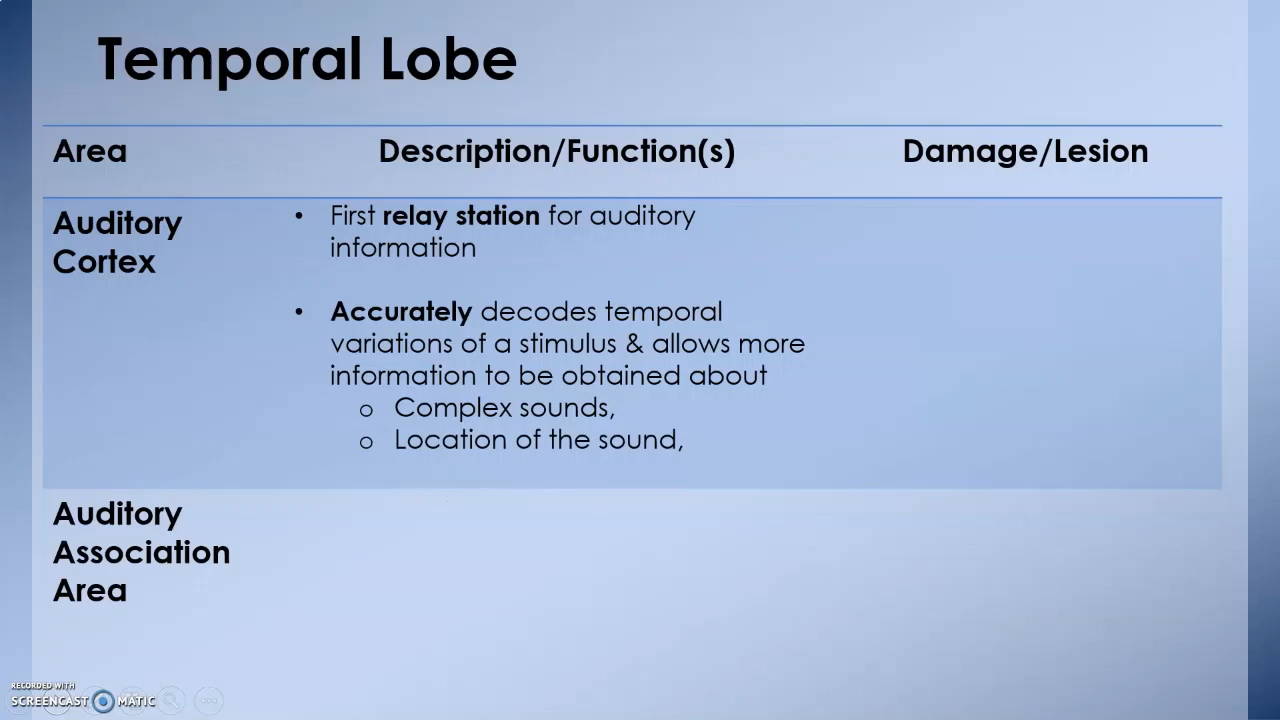 Temporal Lobe
Area Description/Function(s) Damage/Lesion
Auditory
Cortex
• First relay station for auditory
information
• Accurately decodes temporal
variations of a stimulus & allows more
information to be obtained about
o Complex sounds,
o Location of the sound,
Auditory
Association
Area
RECORDED WITH
SCREENCAST MATIC